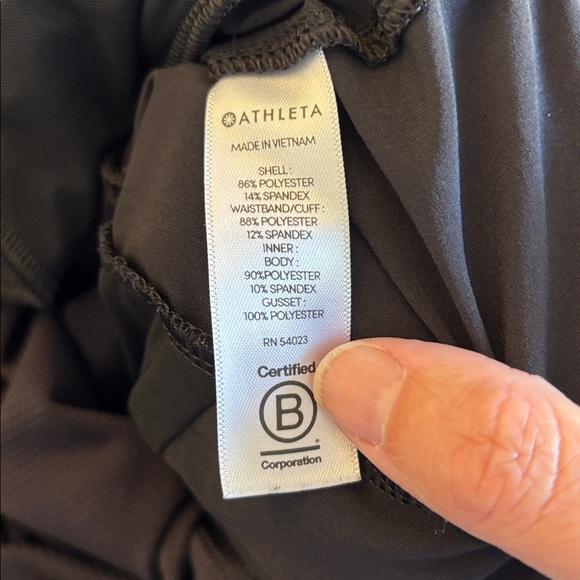 ATHLETA
MADE IN VIETNAM
SHELL :
86% POLYESTER
14% SPANDEX
WAISTBAND/CUFF :
88% POLYESTER
12% SPANDEX
INNER :
BODY :
90%POLYESTER
10% SPANDEX
GUSSET :
100% POLYESTER
RN 54023
Certified
B
Corporation